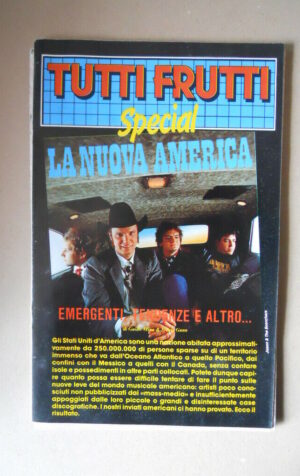 TUTTI FRUTTI
Special
LA NUOVA AMERICA
EMERGENTI, TENDENZE E ALTRO...
Gli Stati Uniti d'America sono una nazione abitata approssimati-
vamente da 250.000.000 di persone sparse su di un territorio
immenso che va dall'Oceano Atlantico a quello Pacifico, dai
confini con il Messico a quelli con il Canada, senza contare
isole e possedimenti in altre parti collocati. Potete dunque capi-
re quanto possa essere difficile tentare di fare il punto sulle
nuove leve del mondo musicale americano: artisti poco cono-
sciuti non pubblicizzati dai «mass-media» e insufficientemente
appoggiati dalle loro piccole o grandi e disinteressate case
discografiche. I nostri inviati americani ci hanno provato. Ecco il
risultato.
Jason & The Scorchers